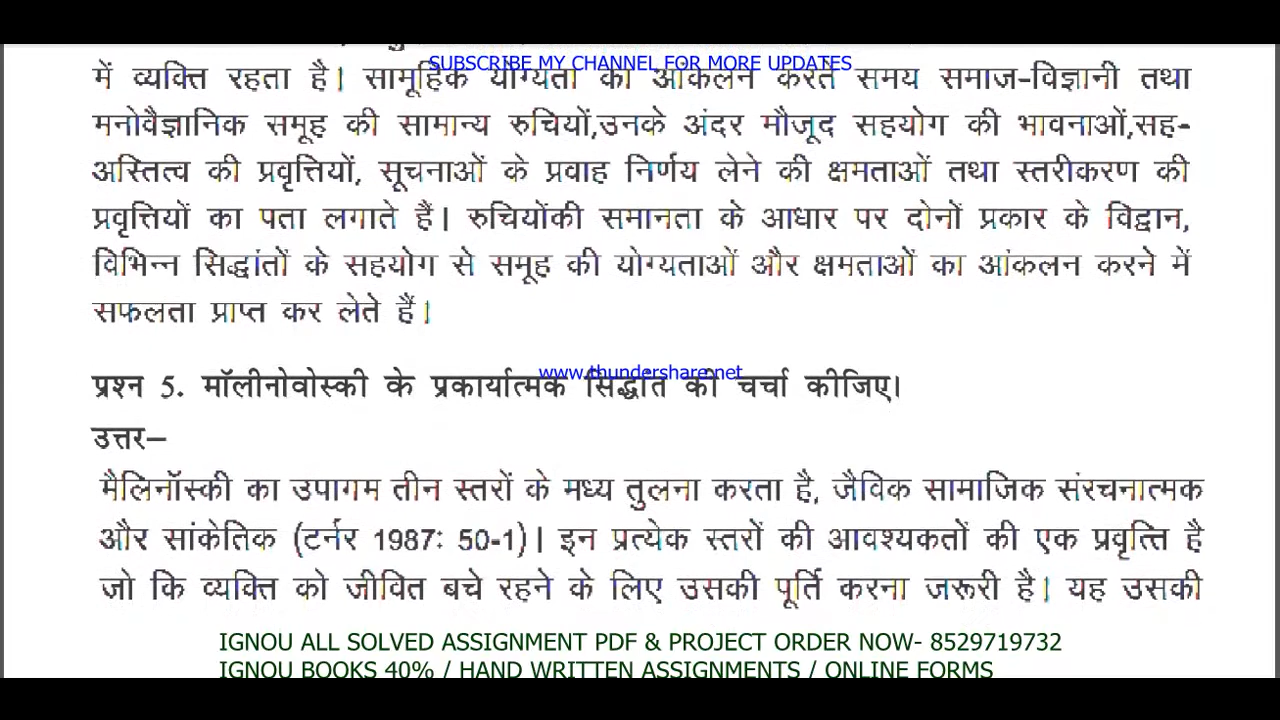 SUBSCRIBE MY CHANNEL FOR MORE UPDATES
में व्यक्ति रहता है। सामूहिक योग्यता का आंकलन करते समय समाज-विज्ञानी तथा
मनोवैज्ञानिक समूह की सामान्य रुचियों,उनके अंदर मौजूद सहयोग की भावनाओं,सह-
अस्तित्व की प्रवृत्तियों, सूचनाओं के प्रवाह निर्णय लेने की क्षमताओं तथा स्तरीकरण की
प्रवृत्तियों का पता लगाते हैं। रुचियोंकी समानता के आधार पर दोनों प्रकार के विद्वान,
विभिन्न सिद्धांतों के सहयोग से समूह की योग्यताओं और क्षमताओं का आंकलन करने में
सफलता प्राप्त कर लेते हैं।
www.thundershare.net
प्रश्न 5. मॉलीनोवोस्की के प्रकार्यात्मक सिद्धांत की चर्चा कीजिए।
उत्तर–
मैलिनॉस्की का उपागम तीन स्तरों के मध्य तुलना करता है, जैविक सामाजिक संरचनात्मक
और सांकेतिक (टर्नर 1987: 50-1)। इन प्रत्येक स्तरों की आवश्यकतों की एक प्रवृत्ति है
जो कि व्यक्ति को जीवित बचे रहने के लिए उसकी पूर्ति करना जरूरी है। यह उसकी
IGNOU ALL SOLVED ASSIGNMENT PDF & PROJECT ORDER NOW- 8529719732
IGNOU BOOKS 40% / HAND WRITTEN ASSIGNMENTS / ONLINE FORMS